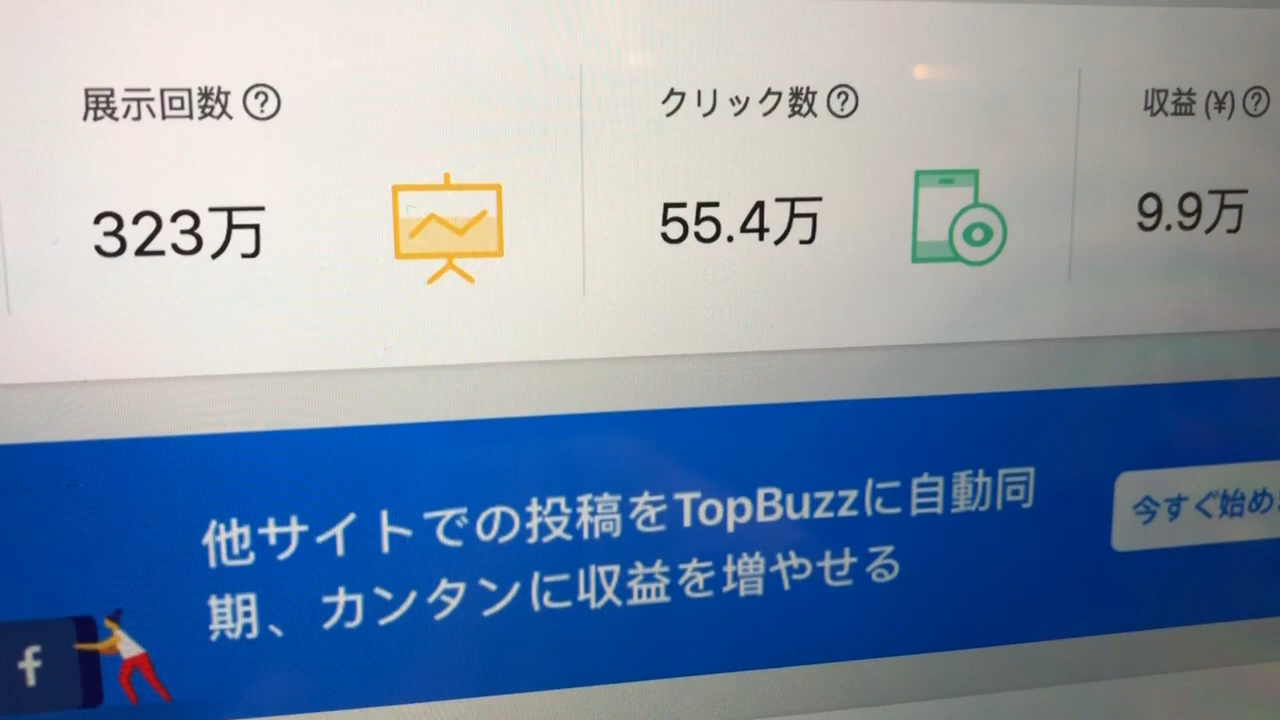 展示回数 ?
クリック数 ?
収益 (¥) ?
323万
55.4万
9.9万
他サイトでの投稿をTopBuzzに自動同
期、カンタンに収益を増やせる
今すぐ始め
f